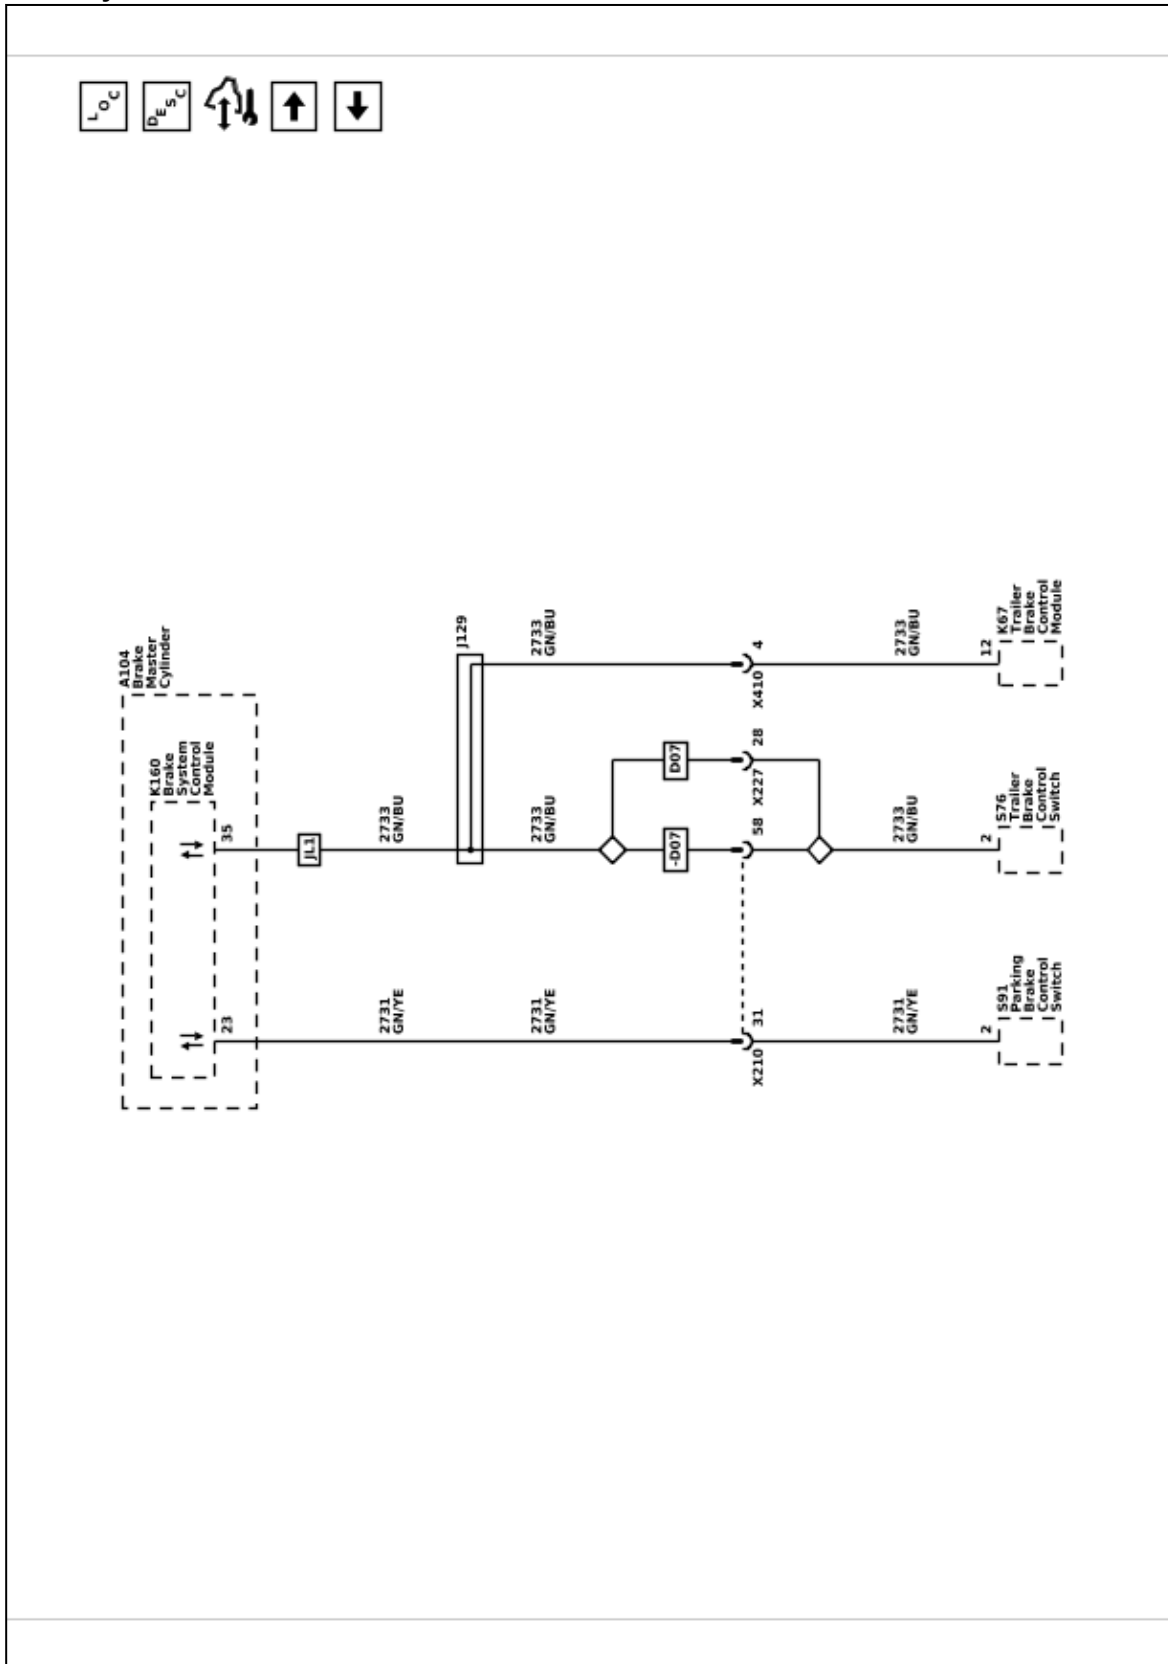 LOC
DESC
A104
Brake
Master
Cylinder
K160
Brake
System
Control
Module
35
23
JL1
2733
GN/BU
2731
GN/YE
J129
2733
GN/BU
2733
GN/BU
2731
GN/YE
D07
-D07
4
X410
28
X227
58
31
X210
2733
GN/BU
2733
GN/BU
2731
GN/YE
12
K67
Trailer
Brake
Control
Module
2
S76
Trailer
Brake
Control
Switch
2
S91
Parking
Brake
Control
Switch